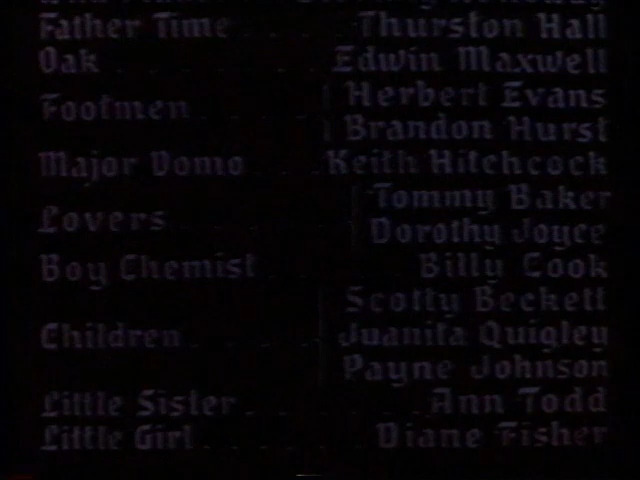 Father Time Thurston Hall
Oak Edwin Maxwell
Footmen Herbert Evans
Brandon Hurst
Major Domo Keith Hitchcock
Lovers Tommy Baker
Dorothy Joyce
Boy Chemist Billy Cook
Children Scotty Beckett
Juanita Quigley
Payne Johnson
Little Sister Ann Todd
Little Girl Diane Fisher